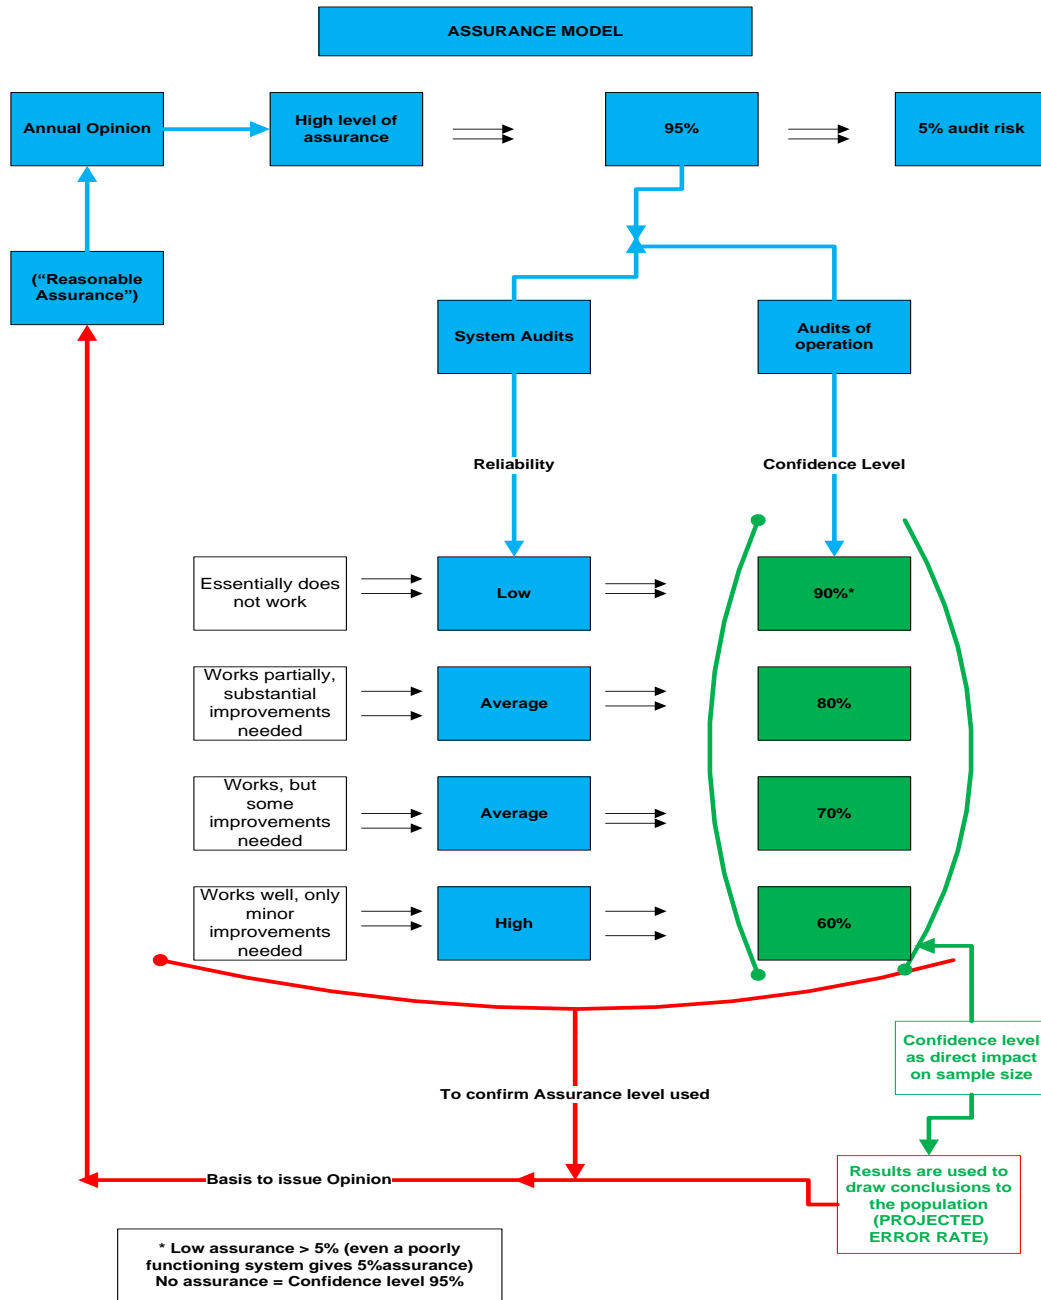 ASSURANCE MODEL
Annual Opinion
High level of
assurance
95%
5% audit risk
(“Reasonable
Assurance”)
System Audits
Audits of
operation
Reliability
Confidence Level
Essentially does
not work
Low
90%*
Works partially,
substantial
improvements
needed
Average
80%
Works, but
some
improvements
needed
Average
70%
Works well, only
minor
improvements
needed
High
60%
Confidence level
as direct impact
on sample size
To confirm Assurance level used
Basis to issue Opinion
Results are used to
draw conclusions to
the population
(PROJECTED
ERROR RATE)
* Low assurance > 5% (even a poorly
functioning system gives 5%assurance)
No assurance = Confidence level 95%